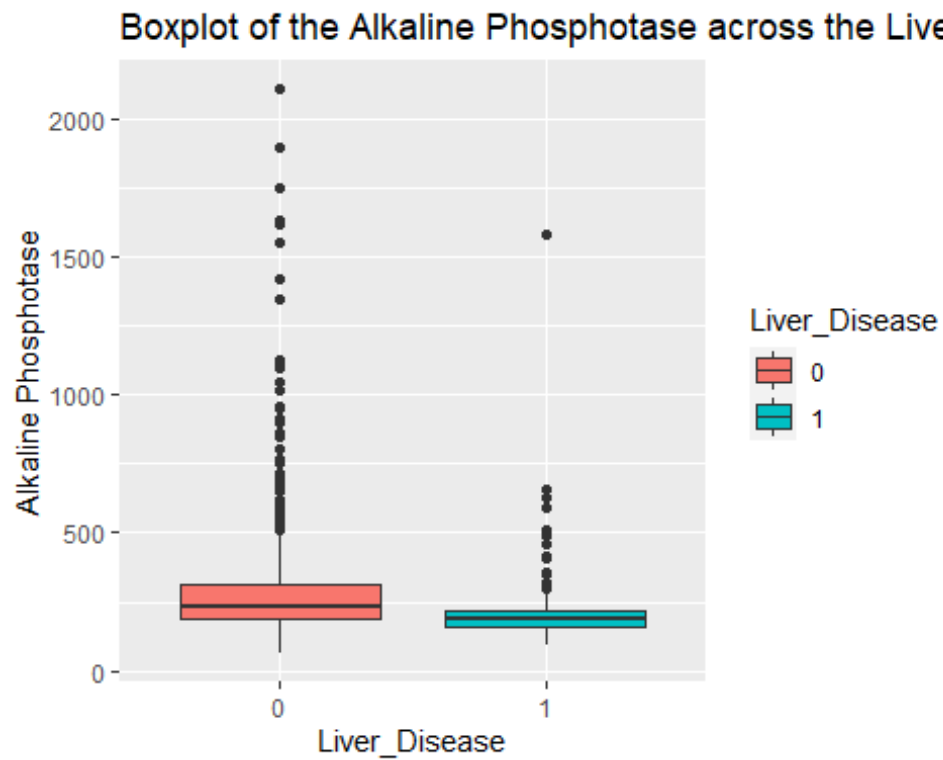 Boxplot of the Alkaline Phosphotase across the Live
Alkaline Phosphotase
2000
1500
1000
500
0
0
1
Liver_Disease
Liver_Disease
0
1